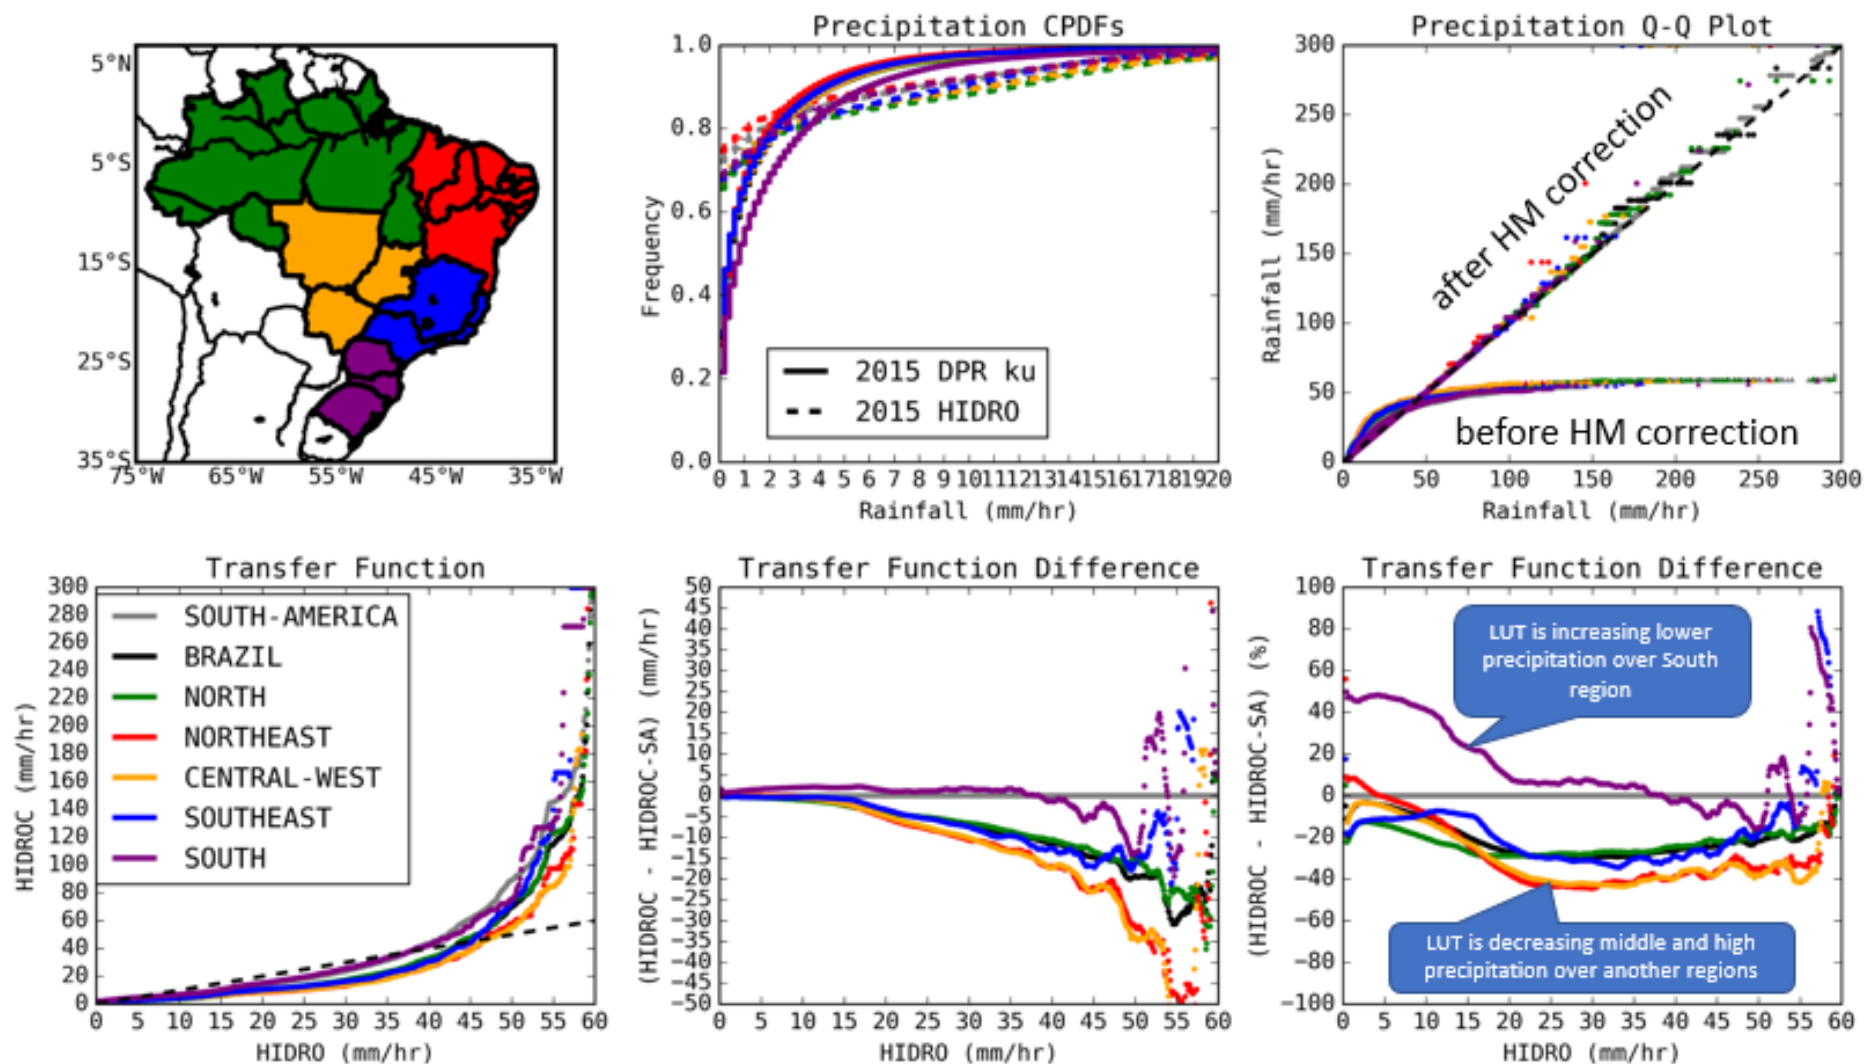 Precipitation CPDFs
Precipitation Q-Q Plot
5°N
5°S
15°S
25°S
35°S
75°W 65°W 55°W 45°W 35°W
1.0
0.8
0.6
0.4
0.2
0.0
Frequency
2015 DPR ku
2015 HIDRO
0 1 2 3 4 5 6 7 8 9 10 11 12 13 14 15 16 17 18 19 20
Rainfall (mm/hr)
300
250
200
150
100
50
0
Rainfall (mm/hr)
after HM correction
before HM correction
0 50 100 150 200 250 300
Rainfall (mm/hr)
Transfer Function
300
280
260
240
220
200
180
160
140
120
100
80
60
40
20
0
HIDROC (mm/hr)
SOUTH-AMERICA
BRAZIL
NORTH
NORTHEAST
CENTRAL-WEST
SOUTHEAST
SOUTH
0 5 10 15 20 25 30 35 40 45 50 55 60
HIDRO (mm/hr)
Transfer Function Difference
50
45
40
35
30
25
20
15
10
5
0
−5
−10
−15
−20
−25
−30
−35
−40
−45
−50
(HIDROC - HIDROC-SA) (mm/hr)
0 5 10 15 20 25 30 35 40 45 50 55 60
HIDRO (mm/hr)
Transfer Function Difference
100
80
60
40
20
0
−20
−40
−60
−80
−100
(HIDROC - HIDROC-SA) (%)
LUT is increasing lower
precipitation over South
region
LUT is decreasing middle and high
precipitation over another regions
0 5 10 15 20 25 30 35 40 45 50 55 60
HIDRO (mm/hr)